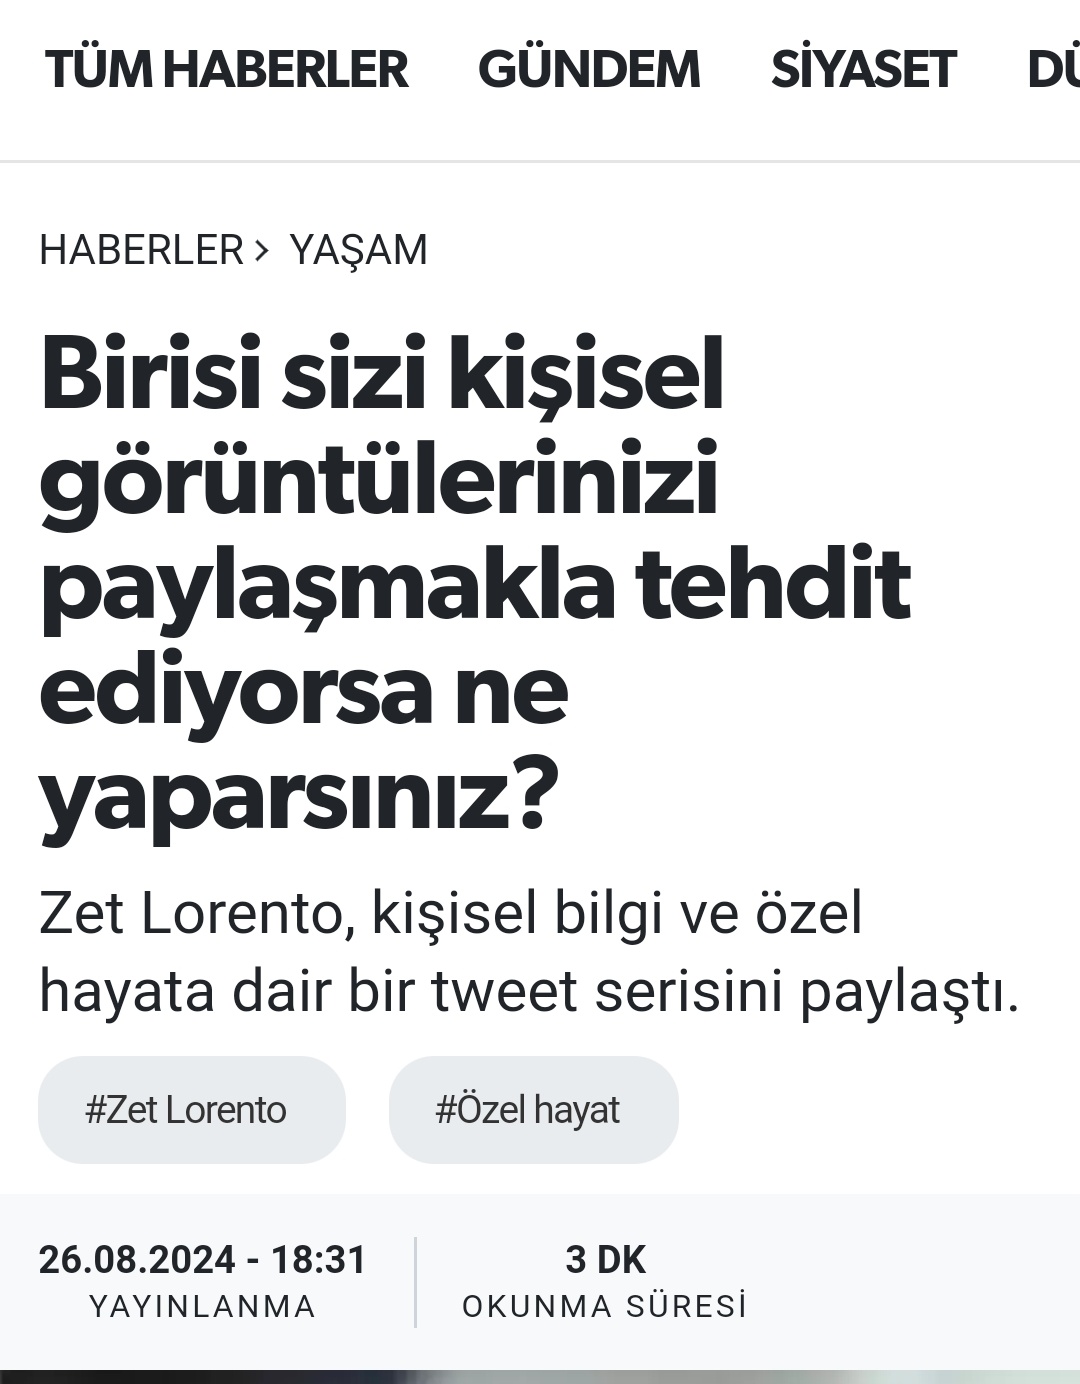 TÜM HABERLER GÜNDEM SİYASET DÜ
HABERLER > YAŞAM
Birisi sizi kişisel
görüntülerinizi
paylaşmakla tehdit
ediyorsa ne
yaparsınız?
Zet Lorento, kişisel bilgi ve özel
hayata dair bir tweet serisini paylaştı.
#Zet Lorento #Özel hayat
26.08.2024 - 18:31 3 DK
YAYINLANMA OKUNMA SÜRESİ